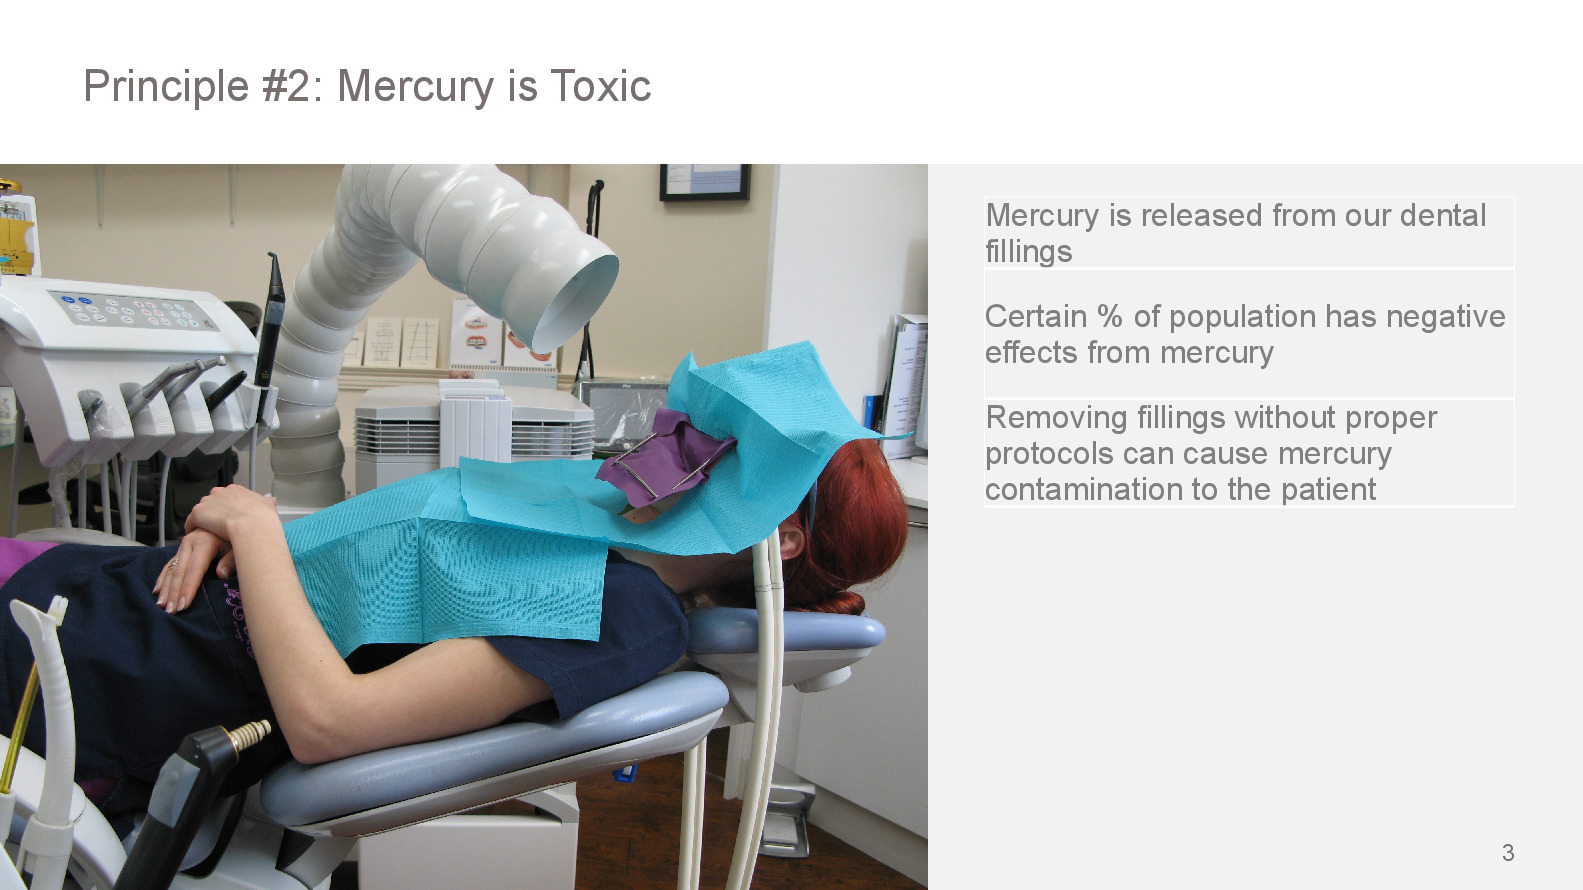 Principle #2: Mercury is Toxic
Mercury is released from our dental
fillings
Certain % of population has negative
effects from mercury
Removing fillings without proper
protocols can cause mercury
contamination to the patient
3